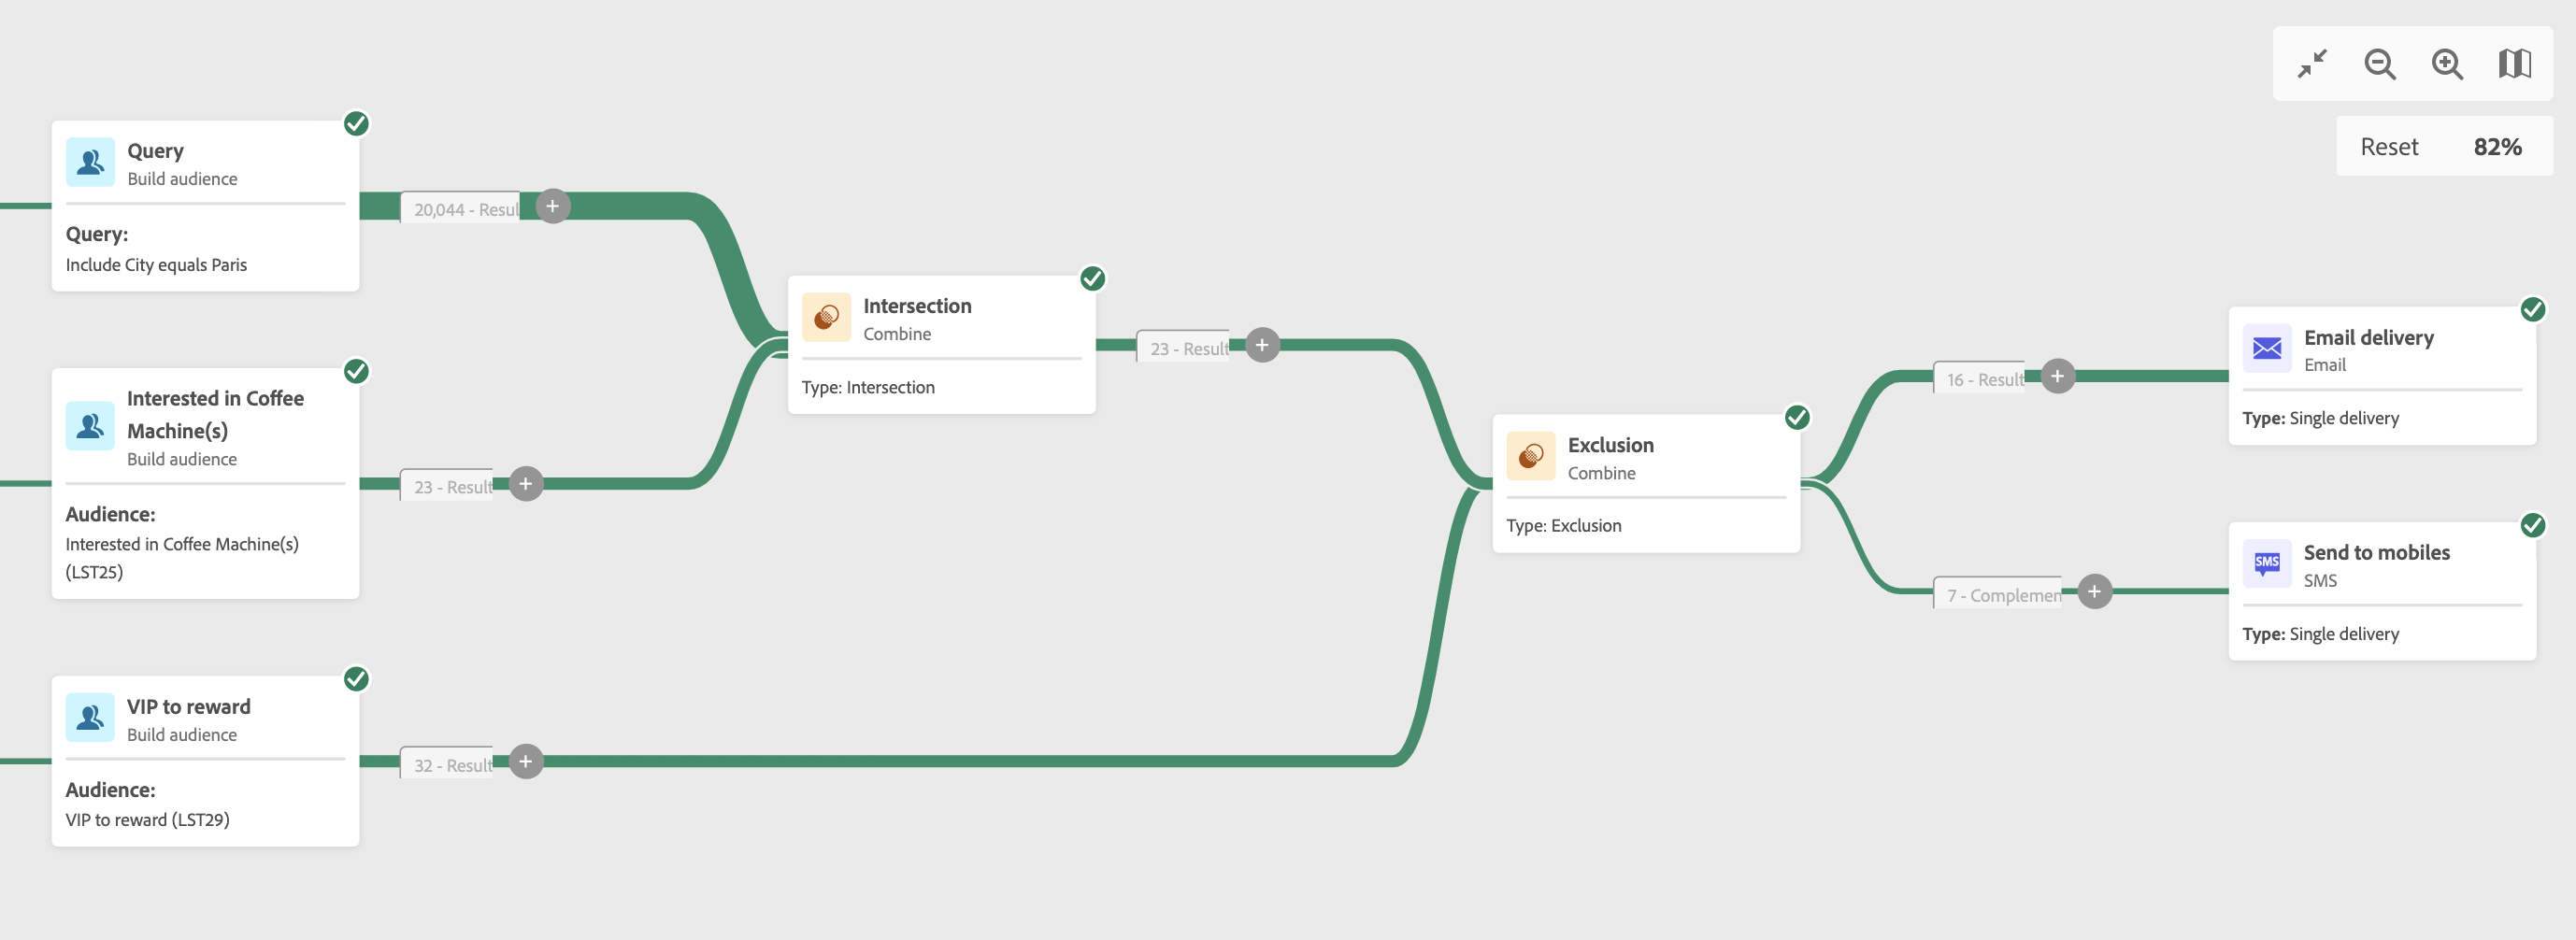 Reset 82%
Query
Build audience
Query:
Include City equals Paris
20,044 - Resul
Interested in Coffee
Machine(s)
Build audience
Audience:
Interested in Coffee Machine(s)
(LST25)
23 - Result
VIP to reward
Build audience
Audience:
VIP to reward (LST29)
32 - Result
Intersection
Combine
Type: Intersection
23 - Result
Exclusion
Combine
Type: Exclusion
16 - Result
7 - Complemen
Email delivery
Email
Type: Single delivery
SMS
Send to mobiles
SMS
Type: Single delivery